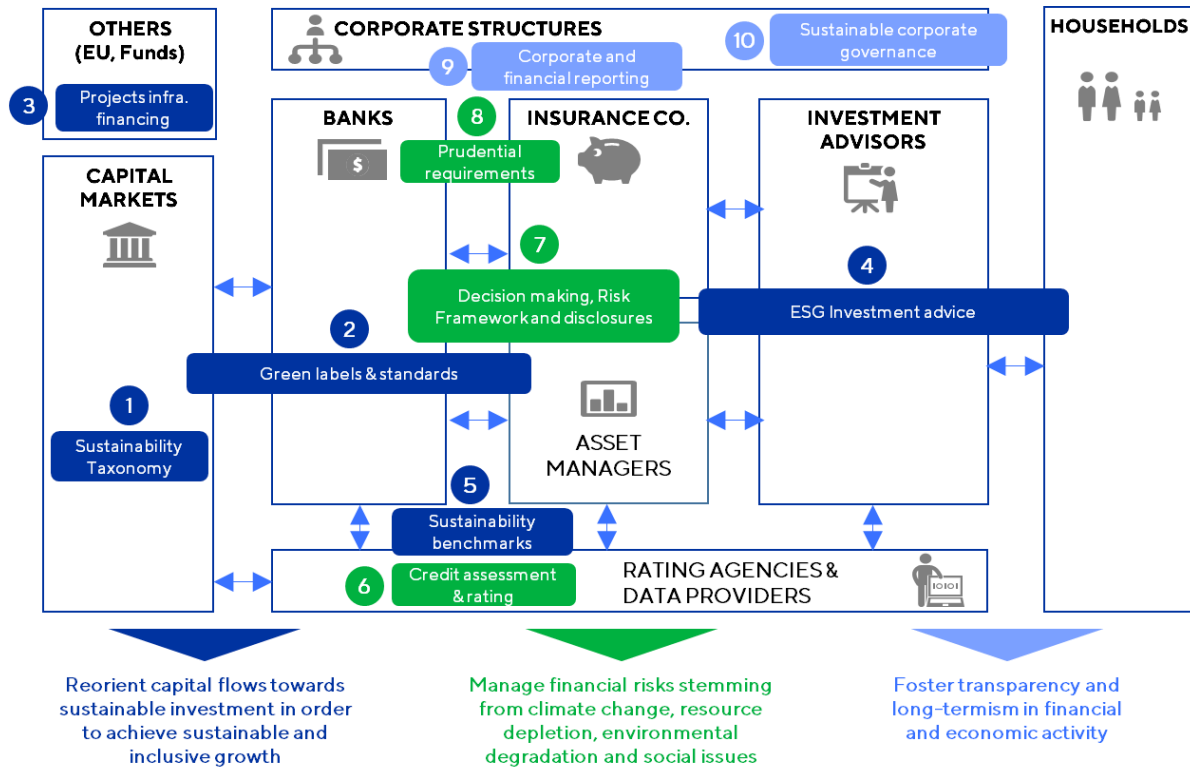 OTHERS
(EU, Funds)
3
Projects infra.
financing
CORPORATE STRUCTURES
9
Corporate and
financial reporting
10
Sustainable corporate
governance
HOUSEHOLDS
CAPITAL
MARKETS
1
Sustainability
Taxonomy
BANKS
$
8
Prudential
requirements
INSURANCE CO.
INVESTMENT
ADVISORS
7
Decision making, Risk
Framework and disclosures
4
ESG Investment advice
2
Green labels & standards
ASSET
MANAGERS
5
Sustainability
benchmarks
6
Credit assessment
& rating
RATING AGENCIES &
DATA PROVIDERS
10101
Reorient capital flows towards
sustainable investment in order
to achieve sustainable and
inclusive growth
Manage financial risks stemming
from climate change, resource
depletion, environmental
degradation and social issues
Foster transparency and
long-termism in financial
and economic activity